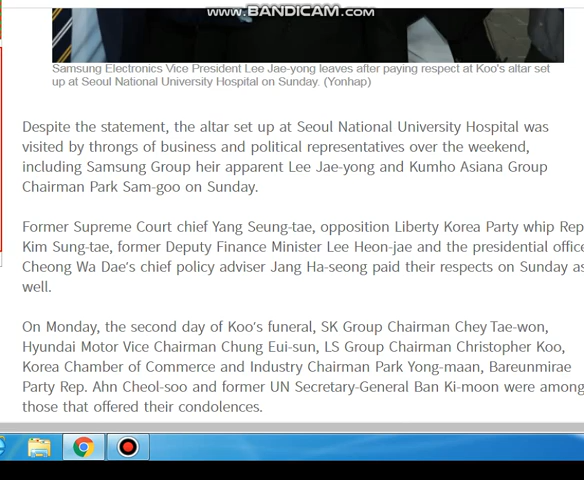 www.BANDICAM.com
Samsung Electronics Vice President Lee Jae-yong leaves after paying respect at Koo's altar set
up at Seoul National University Hospital on Sunday. (Yonhap)
Despite the statement, the altar set up at Seoul National University Hospital was
visited by throngs of business and political representatives over the weekend,
including Samsung Group heir apparent Lee Jae-yong and Kumho Asiana Group
Chairman Park Sam-goo on Sunday.
Former Supreme Court chief Yang Seung-tae, opposition Liberty Korea Party whip Rep
Kim Sung-tae, former Deputy Finance Minister Lee Heon-jae and the presidential office
Cheong Wa Dae's chief policy adviser Jang Ha-seong paid their respects on Sunday as
well.
On Monday, the second day of Koo's funeral, SK Group Chairman Chey Tae-won,
Hyundai Motor Vice Chairman Chung Eui-sun, LS Group Chairman Christopher Koo,
Korea Chamber of Commerce and Industry Chairman Park Yong-maan, Bareunmirae
Party Rep. Ahn Cheol-soo and former UN Secretary-General Ban Ki-moon were among
those that offered their condolences.